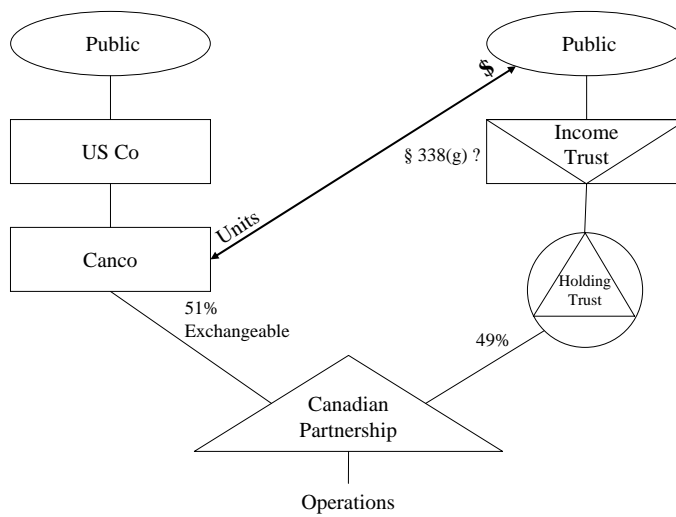 Public
Public
$
US Co
§ 338(g) ?
Income
Trust
Units
Canco
Holding
Trust
51%
Exchangeable
49%
Canadian
Partnership
Operations